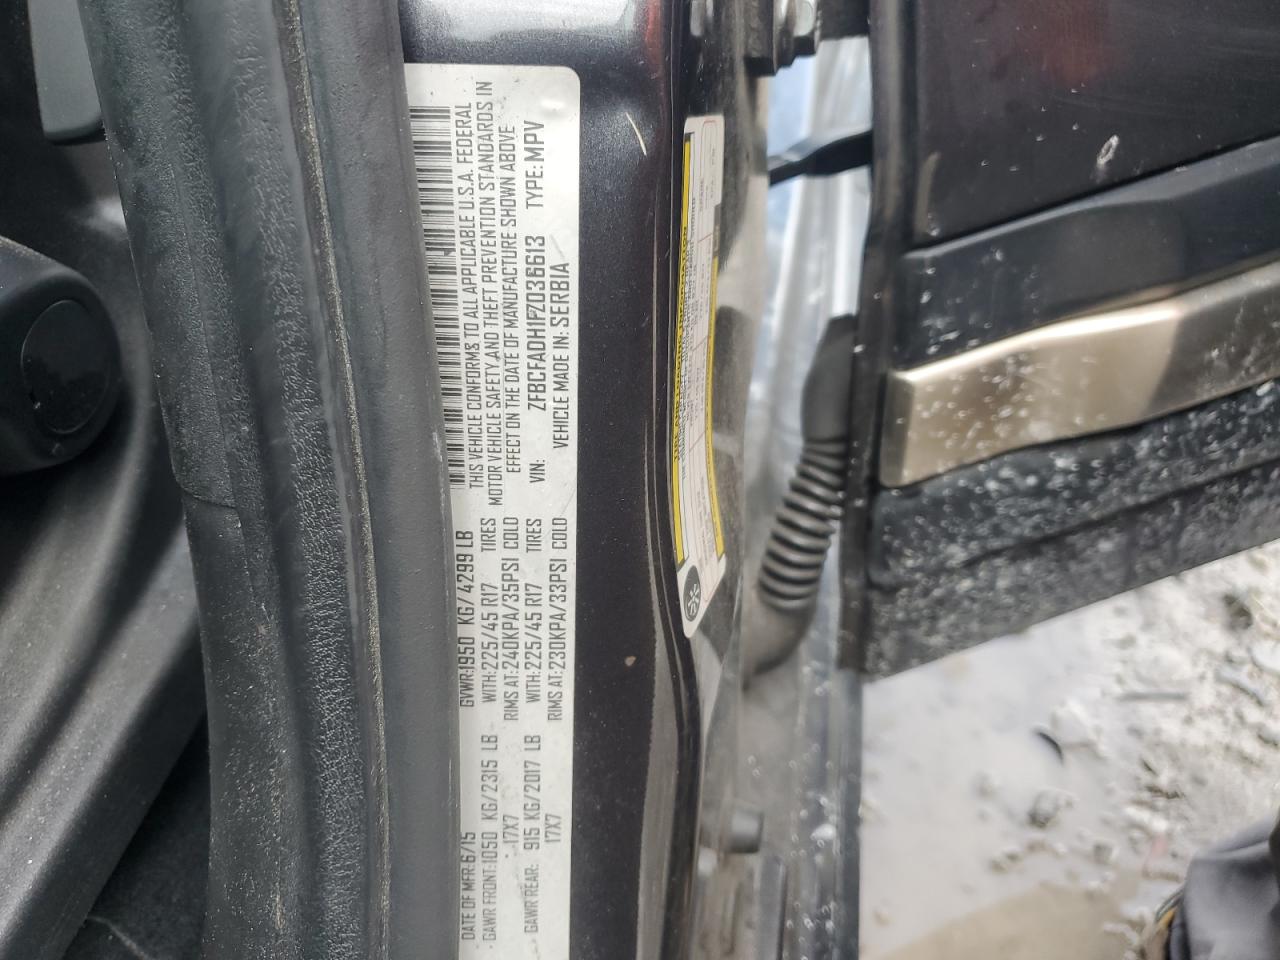 DATE OF MFR:6/15 GVWR:1950 KG/4299 LB
GAWR FRONT:1050 KG/2315 LB WITH:225/45 R17 TIRES
17X7 RIMS AT:240KPA/35PSI COLD
GAWR REAR: 915 KG/2017 LB WITH:225/45 R17 TIRES
17X7 RIMS AT:230KPA/33PSI COLD
THIS VEHICLE CONFORMS TO ALL APPLICABLE U.S.A. FEDERAL
MOTOR VEHICLE SAFETY AND THEFT PREVENTION STANDARDS IN
EFFECT ON THE DATE OF MANUFACTURE SHOWN ABOVE
VIN: ZFBCFADH1FZ036613 TYPE:MPV
VEHICLE MADE IN: SERBIA